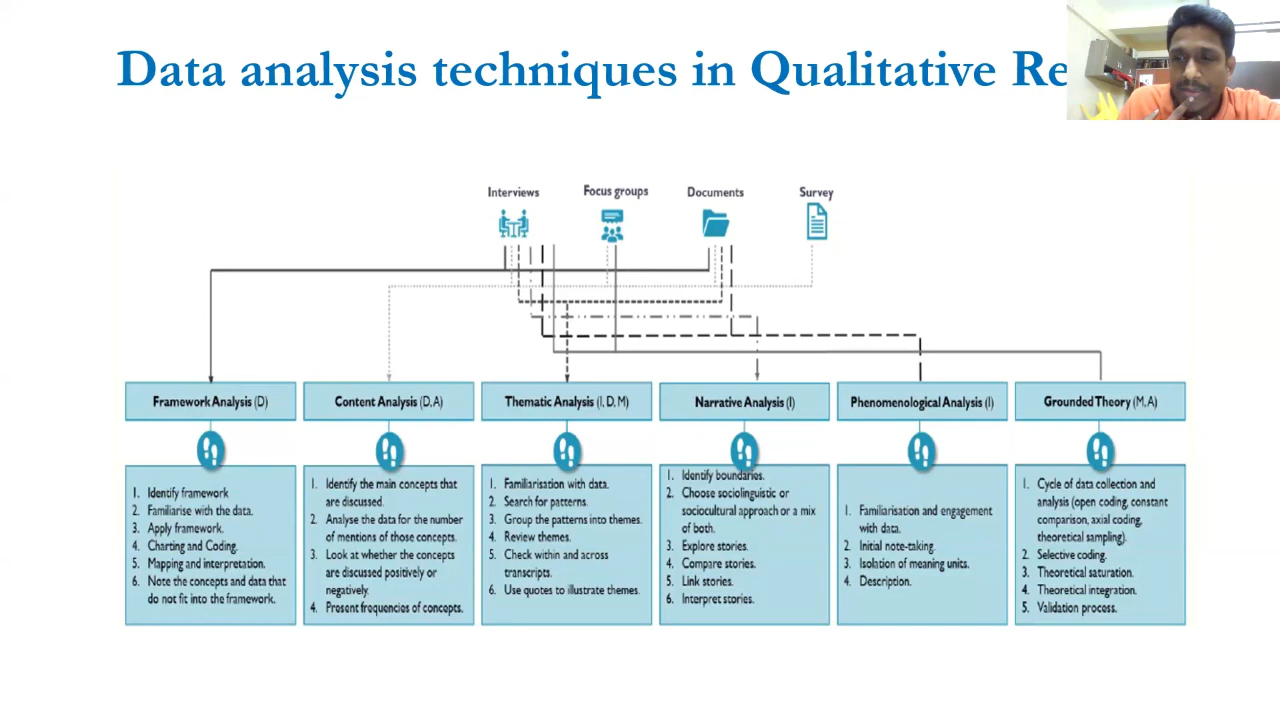 Data analysis techniques in Qualitative Re
Interviews
Focus groups
Documents
Survey
Framework Analysis (D)
Content Analysis (D, A)
Thematic Analysis (I, D, M)
Narrative Analysis (I)
Phenomenological Analysis (I)
Grounded Theory (M, A)
1. Identify framework
2. Familiarise with the data.
3. Apply framework.
4. Charting and Coding.
5. Mapping and interpretation.
6. Note the concepts and data that
do not fit into the framework.
1. Identify the main concepts that
are discussed.
2. Analyse the data for the number
of mentions of those concepts.
3. Look at whether the concepts
are discussed positively or
negatively.
4. Present frequencies of concepts.
1. Familiarisation with data.
2. Search for patterns.
3. Group the patterns into themes.
4. Review themes.
5. Check within and across
transcripts.
6. Use quotes to illustrate themes.
1. Identify boundaries.
2. Choose sociolinguistic or
sociocultural approach or a mix
of both.
3. Explore stories.
4. Compare stories.
5. Link stories.
6. Interpret stories.
1. Familiarisation and engagement
with data.
2. Initial note-taking.
3. Isolation of meaning units.
4. Description.
1. Cycle of data collection and
analysis (open coding, constant
comparison, axial coding,
theoretical sampling).
2. Selective coding.
3. Theoretical saturation.
4. Theoretical integration.
5. Validation process.